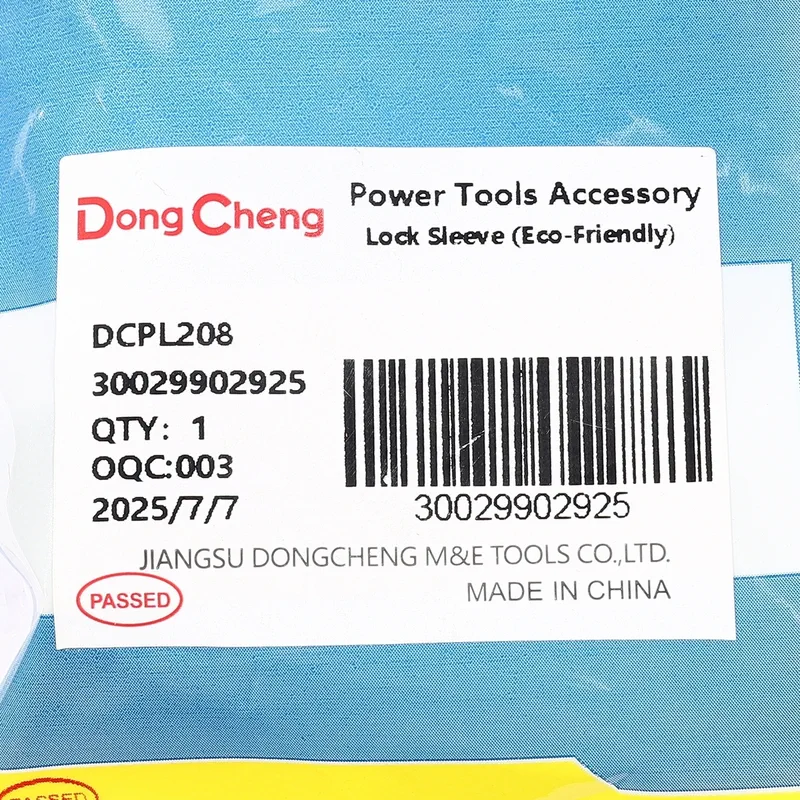 Dong Cheng
Power Tools Accessory
Lock Sleeve (Eco-Friendly)
DCPL208
30029902925
QTY: 1
OQC:003
2025/7/7
30029902925
JIANGSU DONGCHENG M&E TOOLS CO.,LTD.
PASSED
MADE IN CHINA
PASSED